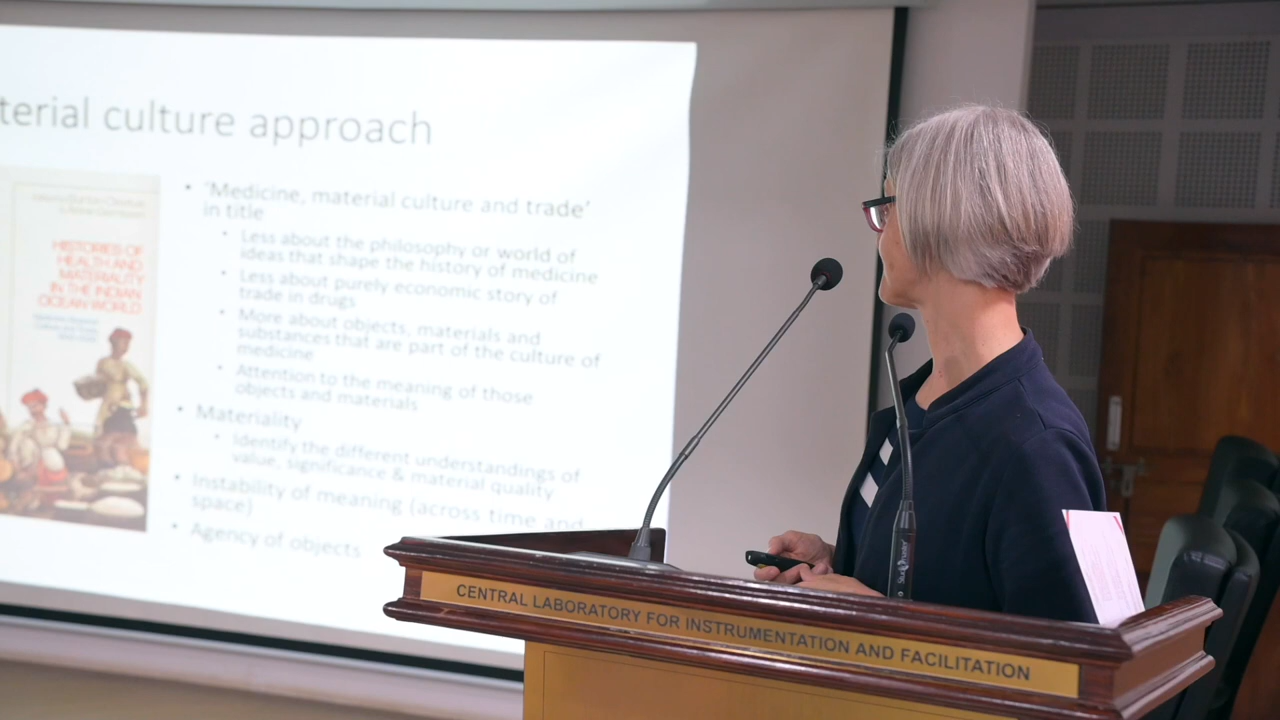 terial culture approach
HISTORIES OF
HEALTH AND
MATERIALITY
IN THE INDIAN
OCEAN WORLD
• 'Medicine, material culture and trade'
in title
• Less about the philosophy or world of
ideas that shape the history of medicine
• Less about purely economic story of
trade in drugs
• More about objects, materials and
substances that are part of the culture of
medicine
• Attention to the meaning of those
objects and materials
• Materiality
• Identify the different understandings of
value, significance & material quality
• Instability of meaning (across time and
space)
• Agency of objects
CENTRAL LABORATORY FOR INSTRUMENTATION AND FACILITATION